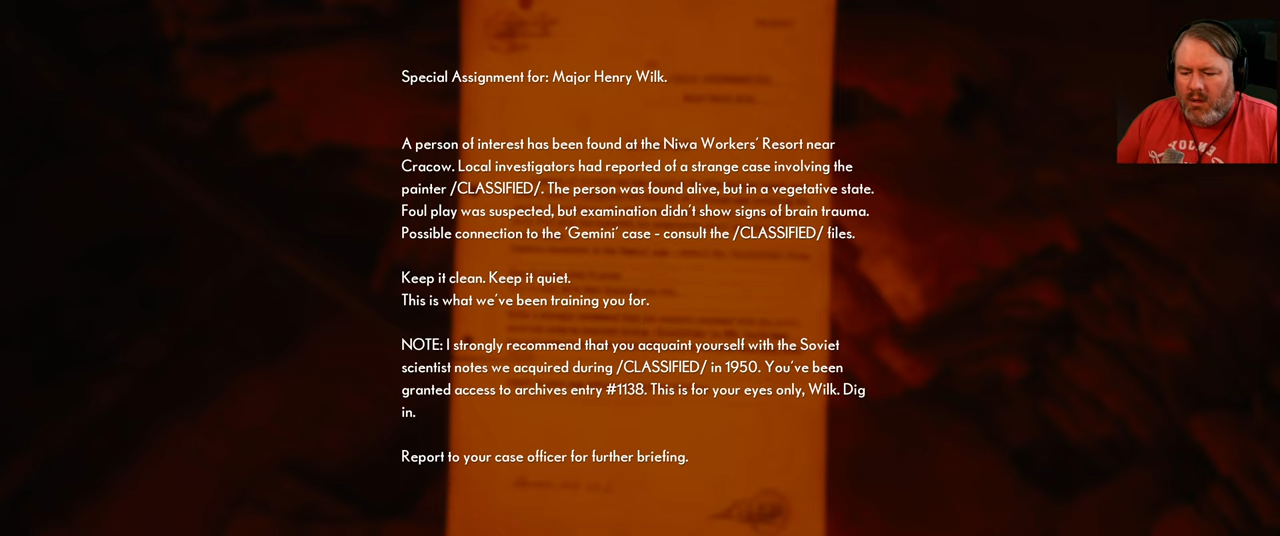 Special Assignment for: Major Henry Wilk.
A person of interest has been found at the Niwa Workers' Resort near
Cracow. Local investigators had reported of a strange case involving the
painter /CLASSIFIED/. The person was found alive, but in a vegetative state.
Foul play was suspected, but examination didn't show signs of brain trauma.
Possible connection to the 'Gemini' case - consult the /CLASSIFIED/ files.
Keep it clean. Keep it quiet.
This is what we've been training you for.
NOTE: I strongly recommend that you acquaint yourself with the Soviet
scientist notes we acquired during /CLASSIFIED/ in 1950. You've been
granted access to archives entry #1138. This is for your eyes only, Wilk. Dig
in.
Report to your case officer for further briefing.